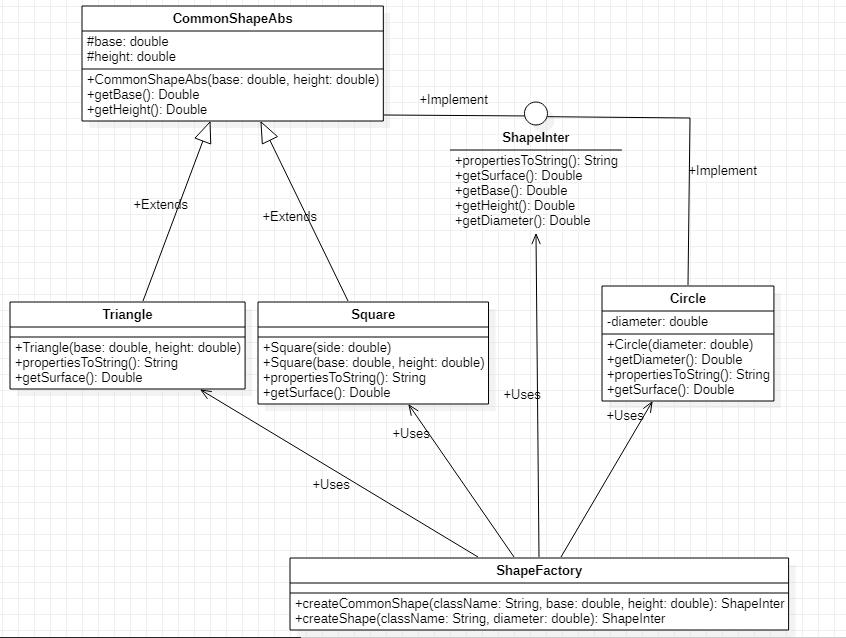 CommonShapeAbs
#base: double
#height: double
+CommonShapeAbs(base: double, height: double)
+getBase(): Double
+getHeight(): Double
+Implement
ShapeInter
+propertiesToString(): String
+getSurface(): Double
+getBase(): Double
+getHeight(): Double
+getDiameter(): Double
+Implement
+Extends
+Extends
Triangle
+Triangle(base: double, height: double)
+propertiesToString(): String
+getSurface(): Double
Square
+Square(side: double)
+Square(base: double, height: double)
+propertiesToString(): String
+getSurface(): Double
Circle
-diameter: double
+Circle(diameter: double)
+getDiameter(): Double
+propertiesToString(): String
+getSurface(): Double
+Uses
+Uses
+Uses
+Uses
ShapeFactory
+createCommonShape(className: String, base: double, height: double): ShapeInter
+createShape(className: String, diameter: double): ShapeInter